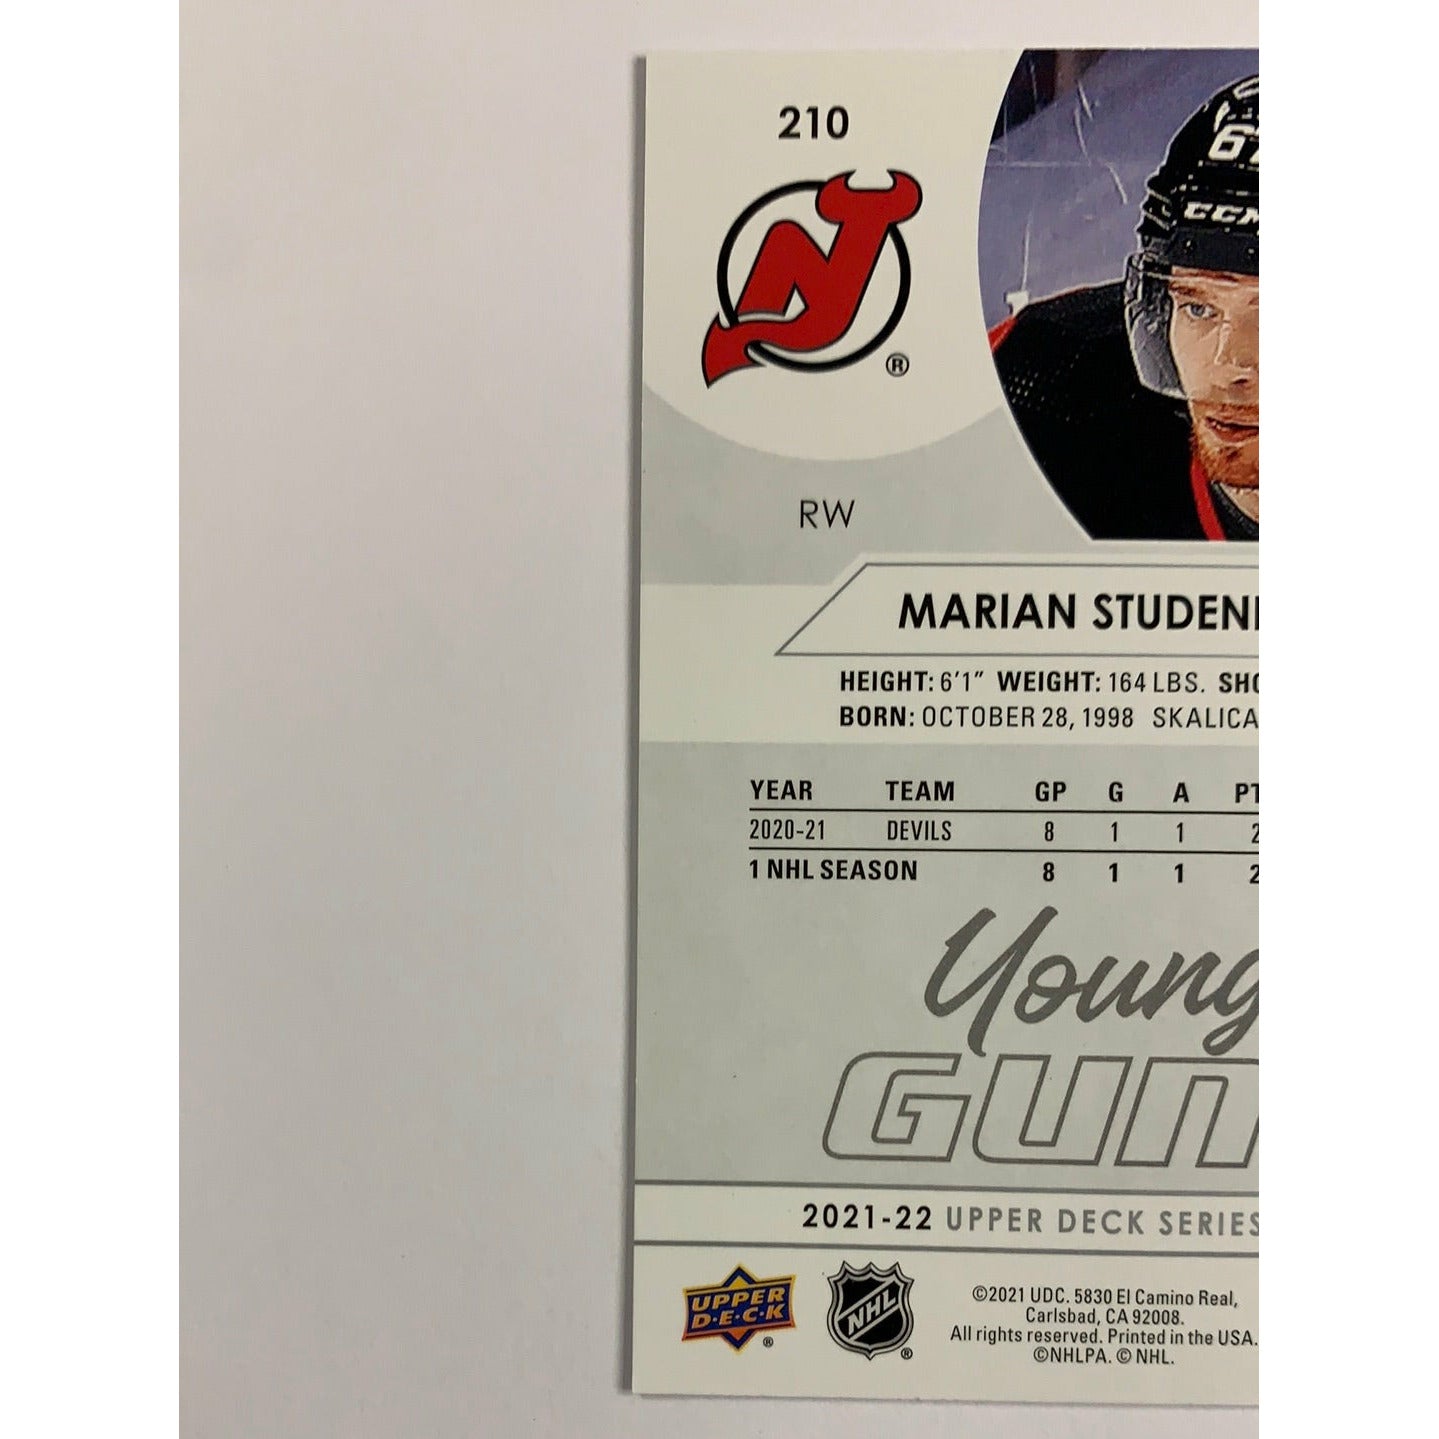 210
67
CCM
NJ
®
RW
MARIAN STUDENI
HEIGHT: 6'1" WEIGHT: 164 LBS. SHO
BORN: OCTOBER 28, 1998 SKALICA
YEAR TEAM GP G A PT
2020-21 DEVILS 8 1 1 2
1 NHL SEASON 8 1 1 2
Young
GUN
2021-22 UPPER DECK SERIES
UPPER
D•E•C•K
®
NHL
®
©2021 UDC. 5830 El Camino Real,
Carlsbad, CA 92008.
All rights reserved. Printed in the USA.
©NHLPA. © NHL.